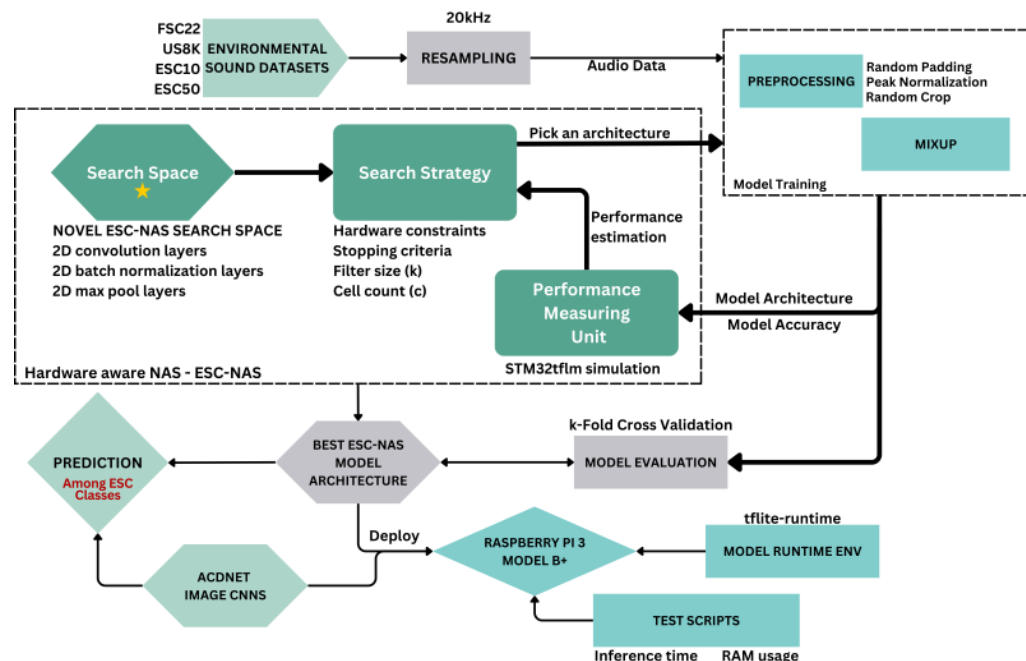 FSC22
US8K
ESC10
ESC50
ENVIRONMENTAL
SOUND DATASETS
20kHz
RESAMPLING
Audio Data
PREPROCESSING
Random Padding
Peak Normalization
Random Crop
MIXUP
Model Training
Search Space
NOVEL ESC-NAS SEARCH SPACE
2D convolution layers
2D batch normalization layers
2D max pool layers
Search Strategy
Hardware constraints
Stopping criteria
Filter size (k)
Cell count (c)
Pick an architecture
Performance
estimation
Performance
Measuring
Unit
STM32tflm simulation
Model Architecture
Model Accuracy
Hardware aware NAS - ESC-NAS
PREDICTION
Among ESC
Classes
BEST ESC-NAS
MODEL
ARCHITECTURE
k-Fold Cross Validation
MODEL EVALUATION
Deploy
ACDNET
IMAGE CNNS
RASPBERRY PI 3
MODEL B+
tflite-runtime
MODEL RUNTIME ENV
TEST SCRIPTS
Inference time
RAM usage